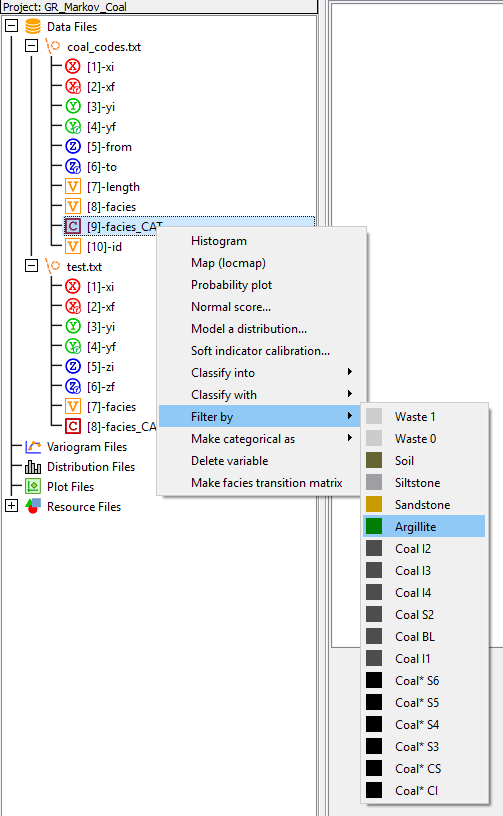 Project: GR_Markov_Coal
Data Files
coal_codes.txt
[1]-xi
[2]-xf
[3]-yi
[4]-yf
[5]-from
[6]-to
[7]-length
[8]-facies
[9]-facies_CAT
[10]-id
test.txt
[1]-xi
[2]-xf
[3]-yi
[4]-yf
[5]-zi
[6]-zf
[7]-facies
[8]-facies_CA
Variogram Files
Distribution Files
Plot Files
Resource Files
Histogram
Map (locmap)
Probability plot
Normal score...
Model a distribution...
Soft indicator calibration...
Classify into
Classify with
Filter by
Make categorical as
Delete variable
Make facies transition matrix
Waste 1
Waste 0
Soil
Siltstone
Sandstone
Argillite
Coal I2
Coal I3
Coal I4
Coal S2
Coal BL
Coal I1
Coal* S6
Coal* S5
Coal* S4
Coal* S3
Coal* CS
Coal* CI